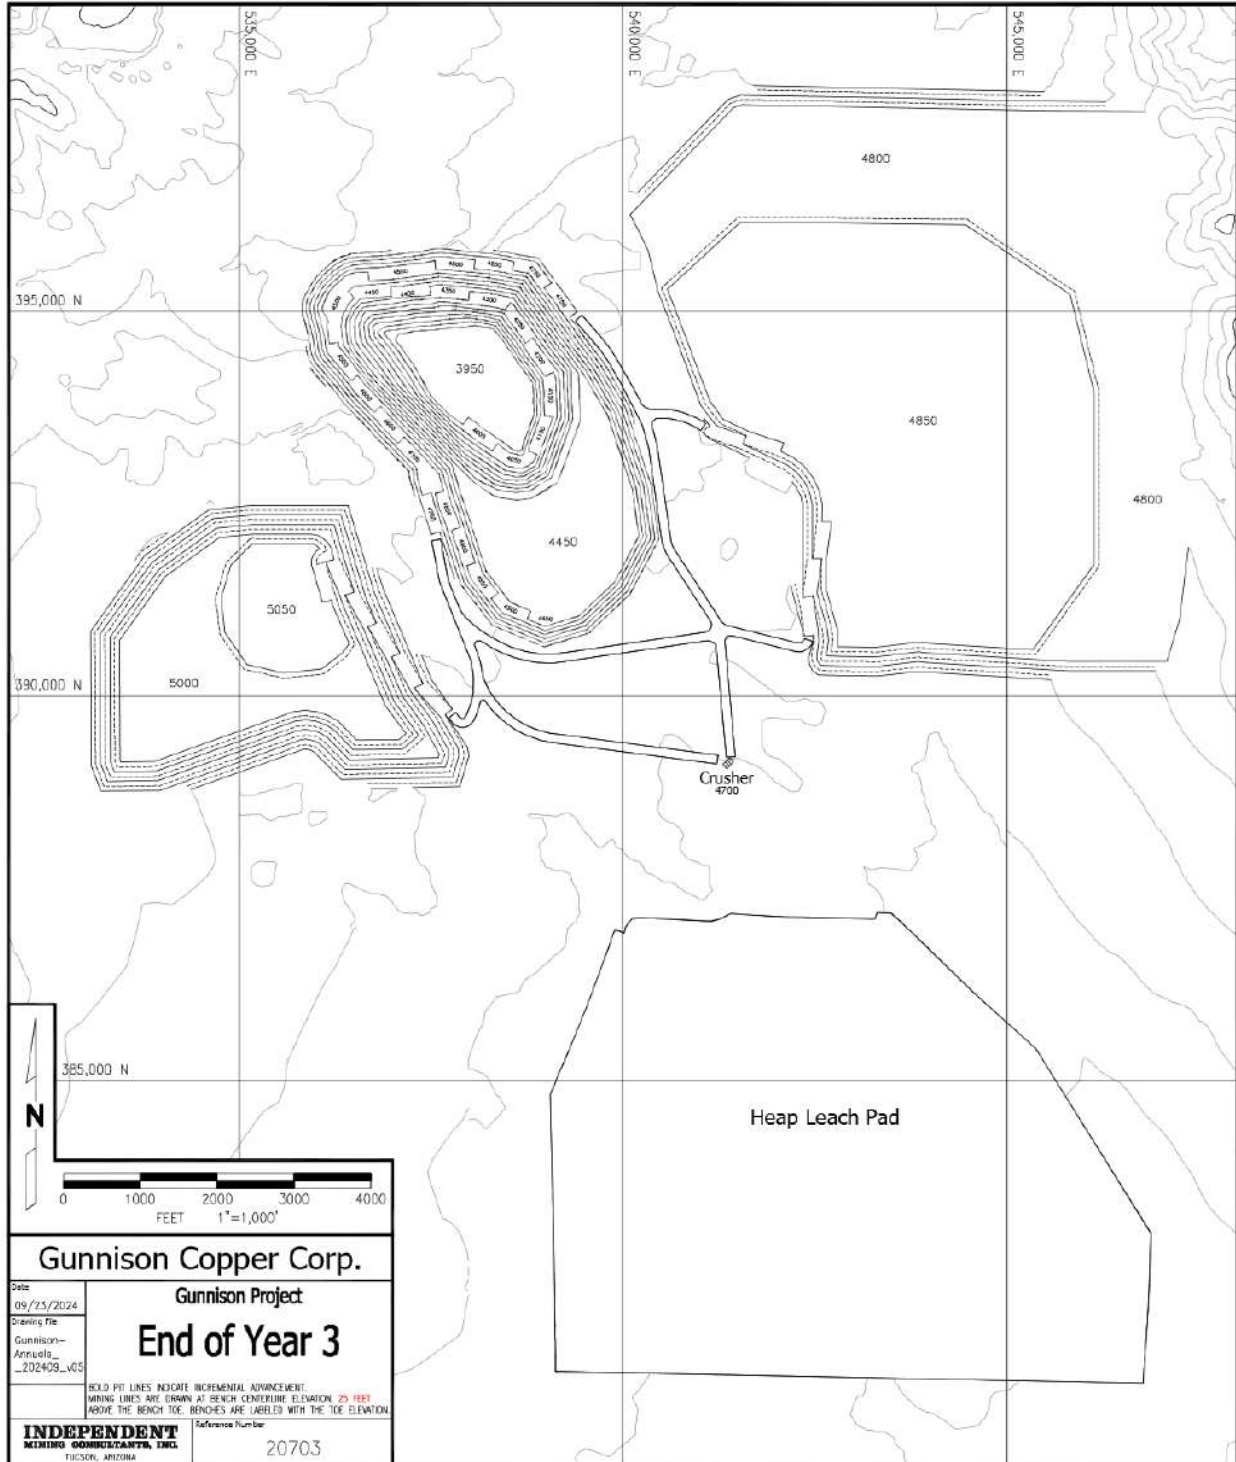 535,000 E
540,000 E
545,000 E
4800
395,000 N
3950
4850
4800
4450
5050
5000
390,000 N
Crusher
4700
385,000 N
Heap Leach Pad
N
0 1000 2000 3000 4000
FEET 1"=1,000'
Gunnison Copper Corp.
Date
09/23/2024
Gunnison Project
End of Year 3
Drawing File
Gunnison-
Annuals_
_202409_v05
BOLD PIT LINES INDICATE INCREMENTAL ADVANCEMENT.
MINING LINES ARE DRAWN AT BENCH CENTERLINE ELEVATION, 25 FEET
ABOVE THE BENCH TOE. BENCHES ARE LABELED WITH THE TOE ELEVATION.
INDEPENDENT
MINING CONSULTANTS, INC.
TUCSON, ARIZONA
Reference Number
20703